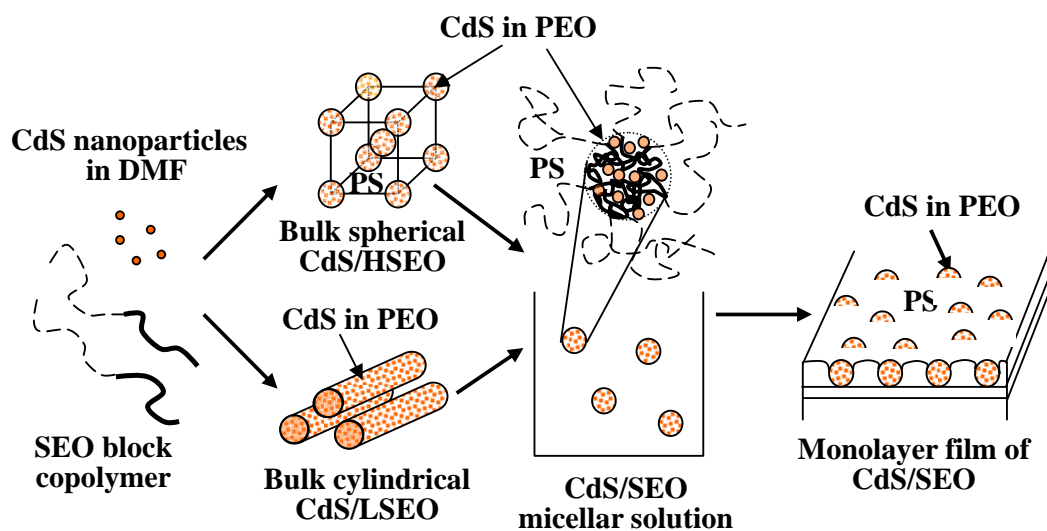 CdS in PEO
CdS nanoparticles
in DMF
PS
Bulk spherical
CdS/HSEO
PS
CdS in PEO
PS
CdS in PEO
SEO block
copolymer
Bulk cylindrical
CdS/LSEO
CdS/SEO
micellar solution
Monolayer film of
CdS/SEO